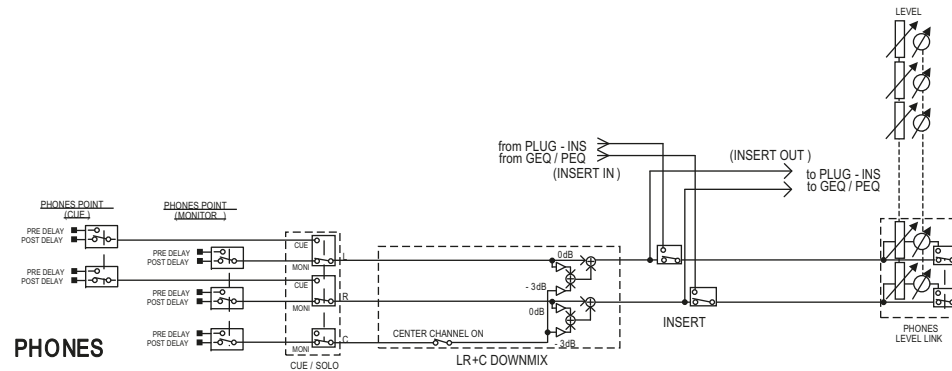 LEVEL
from PLUG - INS
from GEQ / PEQ
(INSERT IN )
(INSERT OUT )
to PLUG - INS
to GEQ / PEQ
PHONES POINT
(CUE )
PHONES POINT
(MONITOR )
PRE DELAY
POST DELAY
PRE DELAY
POST DELAY
CUE
MONI
L
PRE DELAY
POST DELAY
PRE DELAY
POST DELAY
CUE
MONI
R
PRE DELAY
POST DELAY
MONI
C
CUE / SOLO
CENTER CHANNEL ON
0dB
- 3dB
0dB
- 3dB
LR+C DOWNMIX
INSERT
PHONES
LEVEL LINK
PHONES